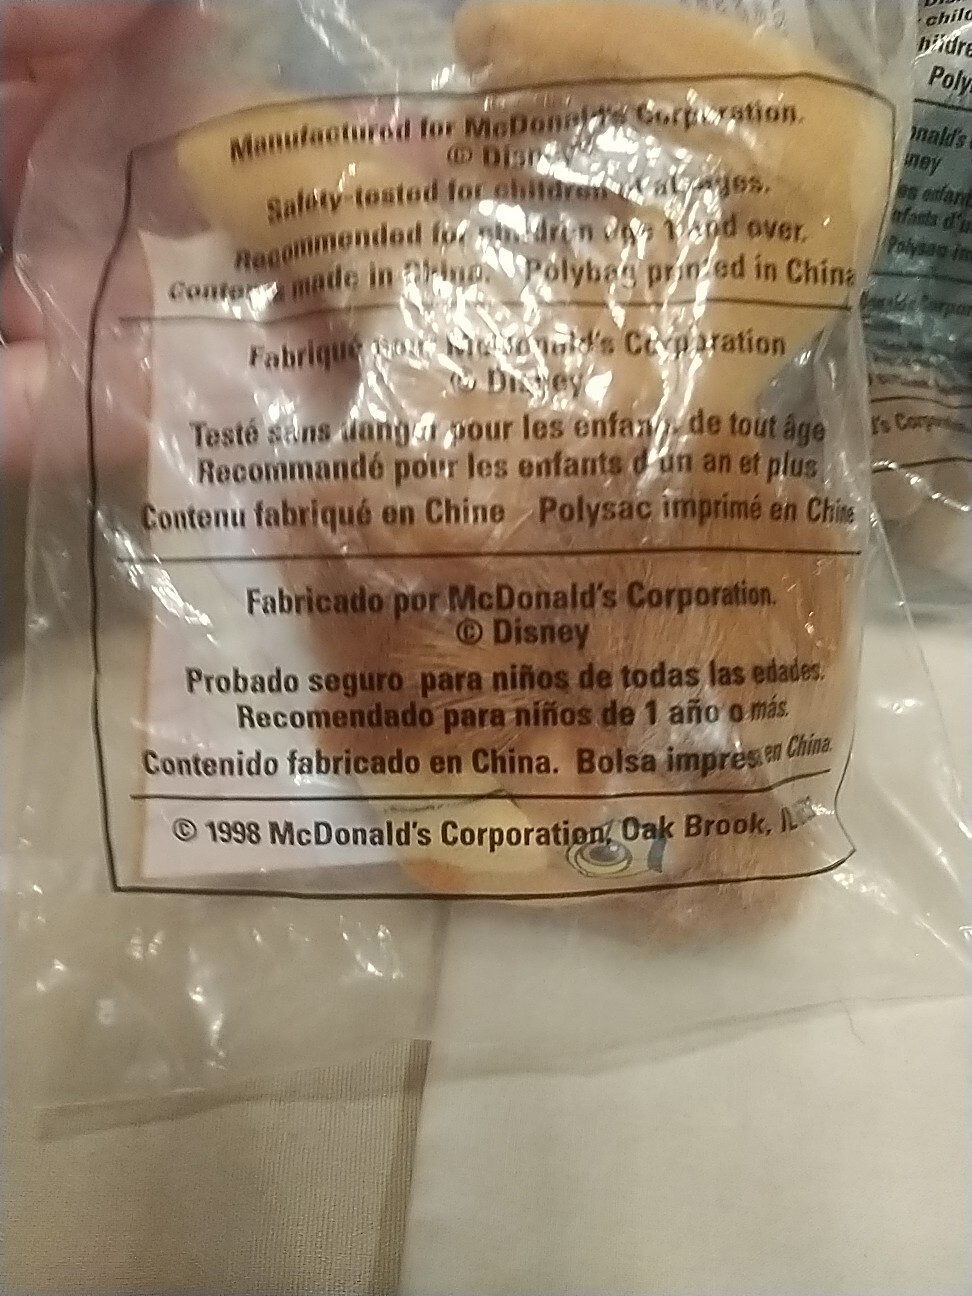 Manufactured for McDonald's Corporation.
© Disney
Safety-tested for children of all ages.
Recommended for children age 1 and over.
Contents made in China. Polybag printed in China
Fabriqué pour McDonald's Corporation
© Disney
Testé sans danger pour les enfants de tout âge
Recommandé pour les enfants d'un an et plus
Contenu fabriqué en Chine Polysac imprimé en Chine
Fabricado por McDonald's Corporation.
© Disney
Probado seguro para niños de todas las edades.
Recomendado para niños de 1 año o más.
Contenido fabricado en China. Bolsa impresa en China.
© 1998 McDonald's Corporation, Oak Brook,